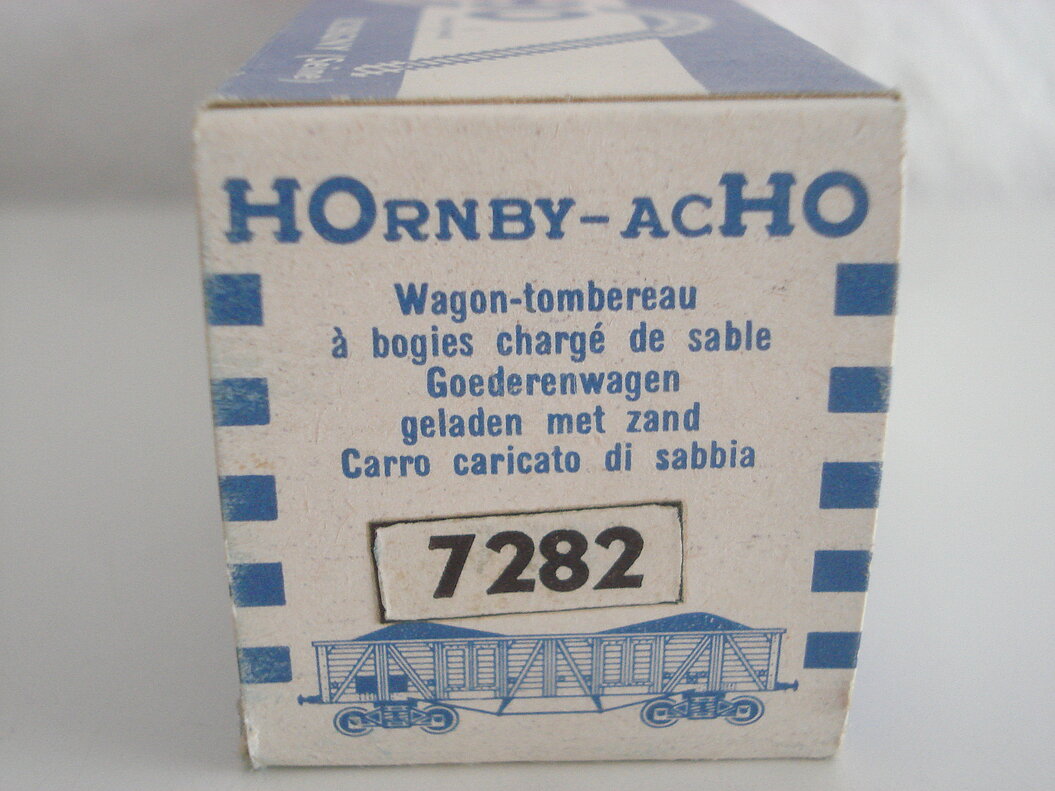 HORNBY-ACHO
Wagon-tombereau
à bogies chargé de sable
Goederenwagen
geladen met zand
Carro caricato di sabbia
7282